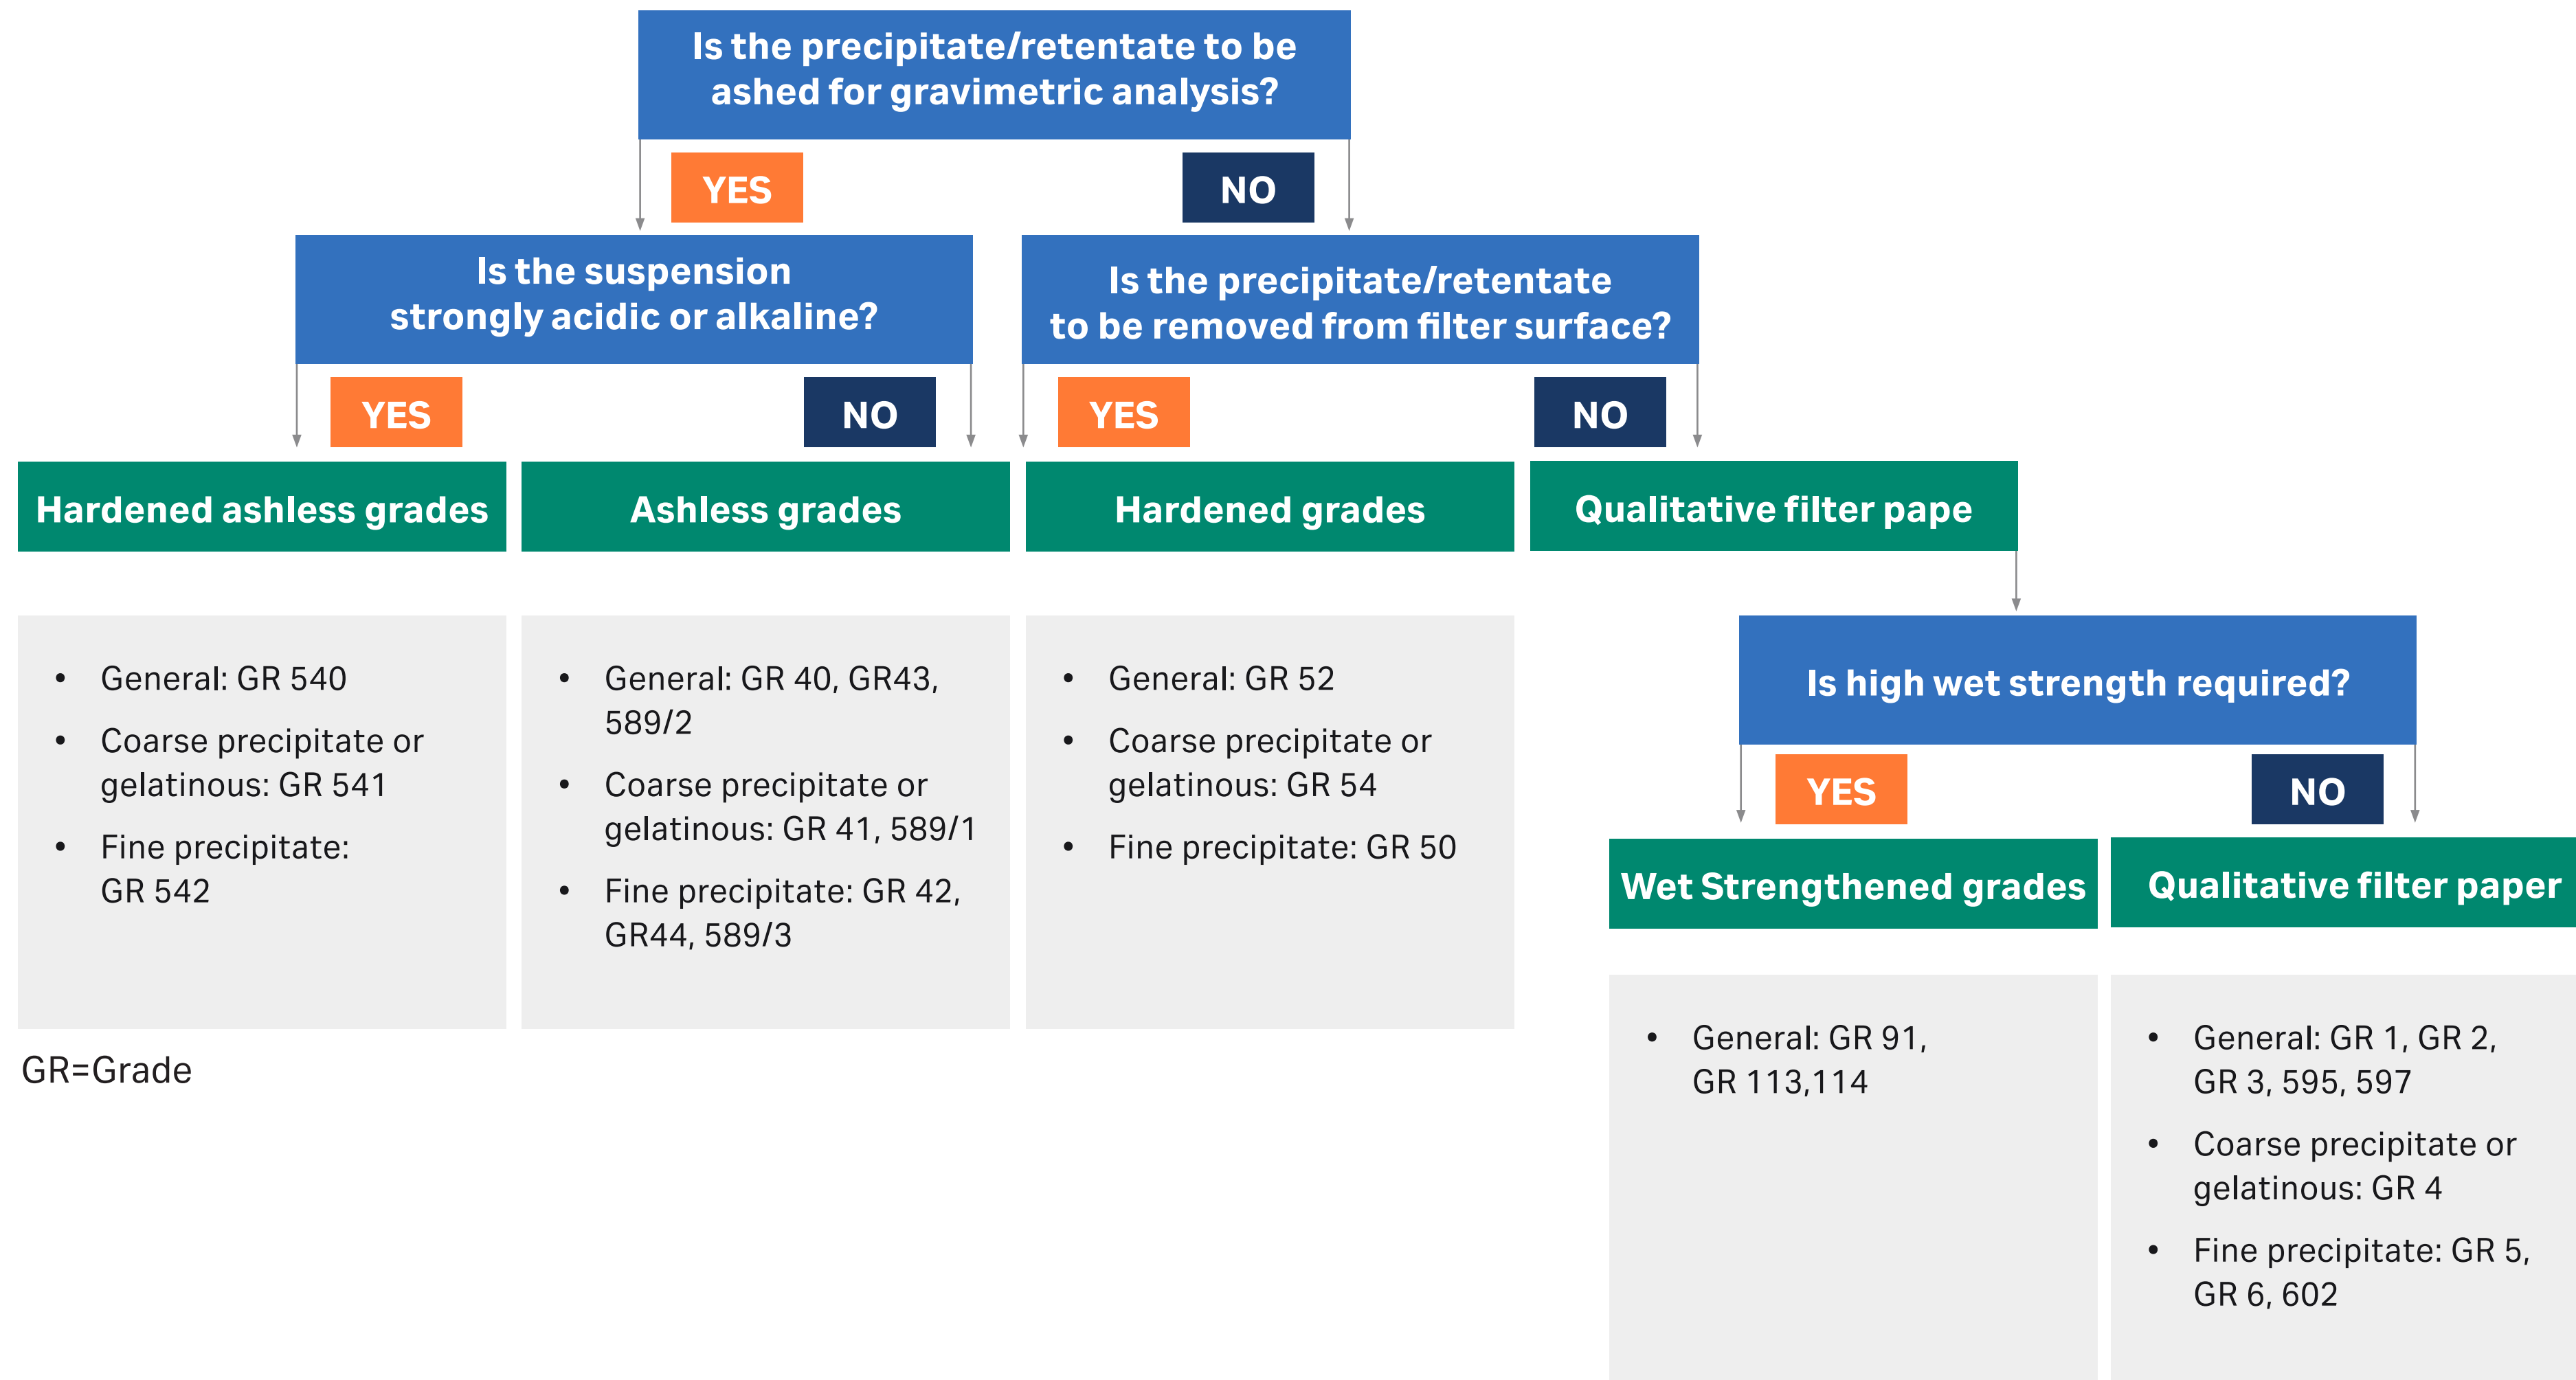 Is the precipitate/retentate to be
ashed for gravimetric analysis?
YES
NO
Is the suspension
strongly acidic or alkaline?
Is the precipitate/retentate
to be removed from filter surface?
YES
NO
YES
NO
Hardened ashless grades
Ashless grades
Hardened grades
Qualitative filter pape
• General: GR 540
• Coarse precipitate or
gelatinous: GR 541
• Fine precipitate:
GR 542
• General: GR 40, GR43,
589/2
• Coarse precipitate or
gelatinous: GR 41, 589/1
• Fine precipitate: GR 42,
GR44, 589/3
• General: GR 52
• Coarse precipitate or
gelatinous: GR 54
• Fine precipitate: GR 50
Is high wet strength required?
YES
NO
Wet Strengthened grades
Qualitative filter paper
• General: GR 91,
GR 113,114
• General: GR 1, GR 2,
GR 3, 595, 597
• Coarse precipitate or
gelatinous: GR 4
• Fine precipitate: GR 5,
GR 6, 602
GR=Grade